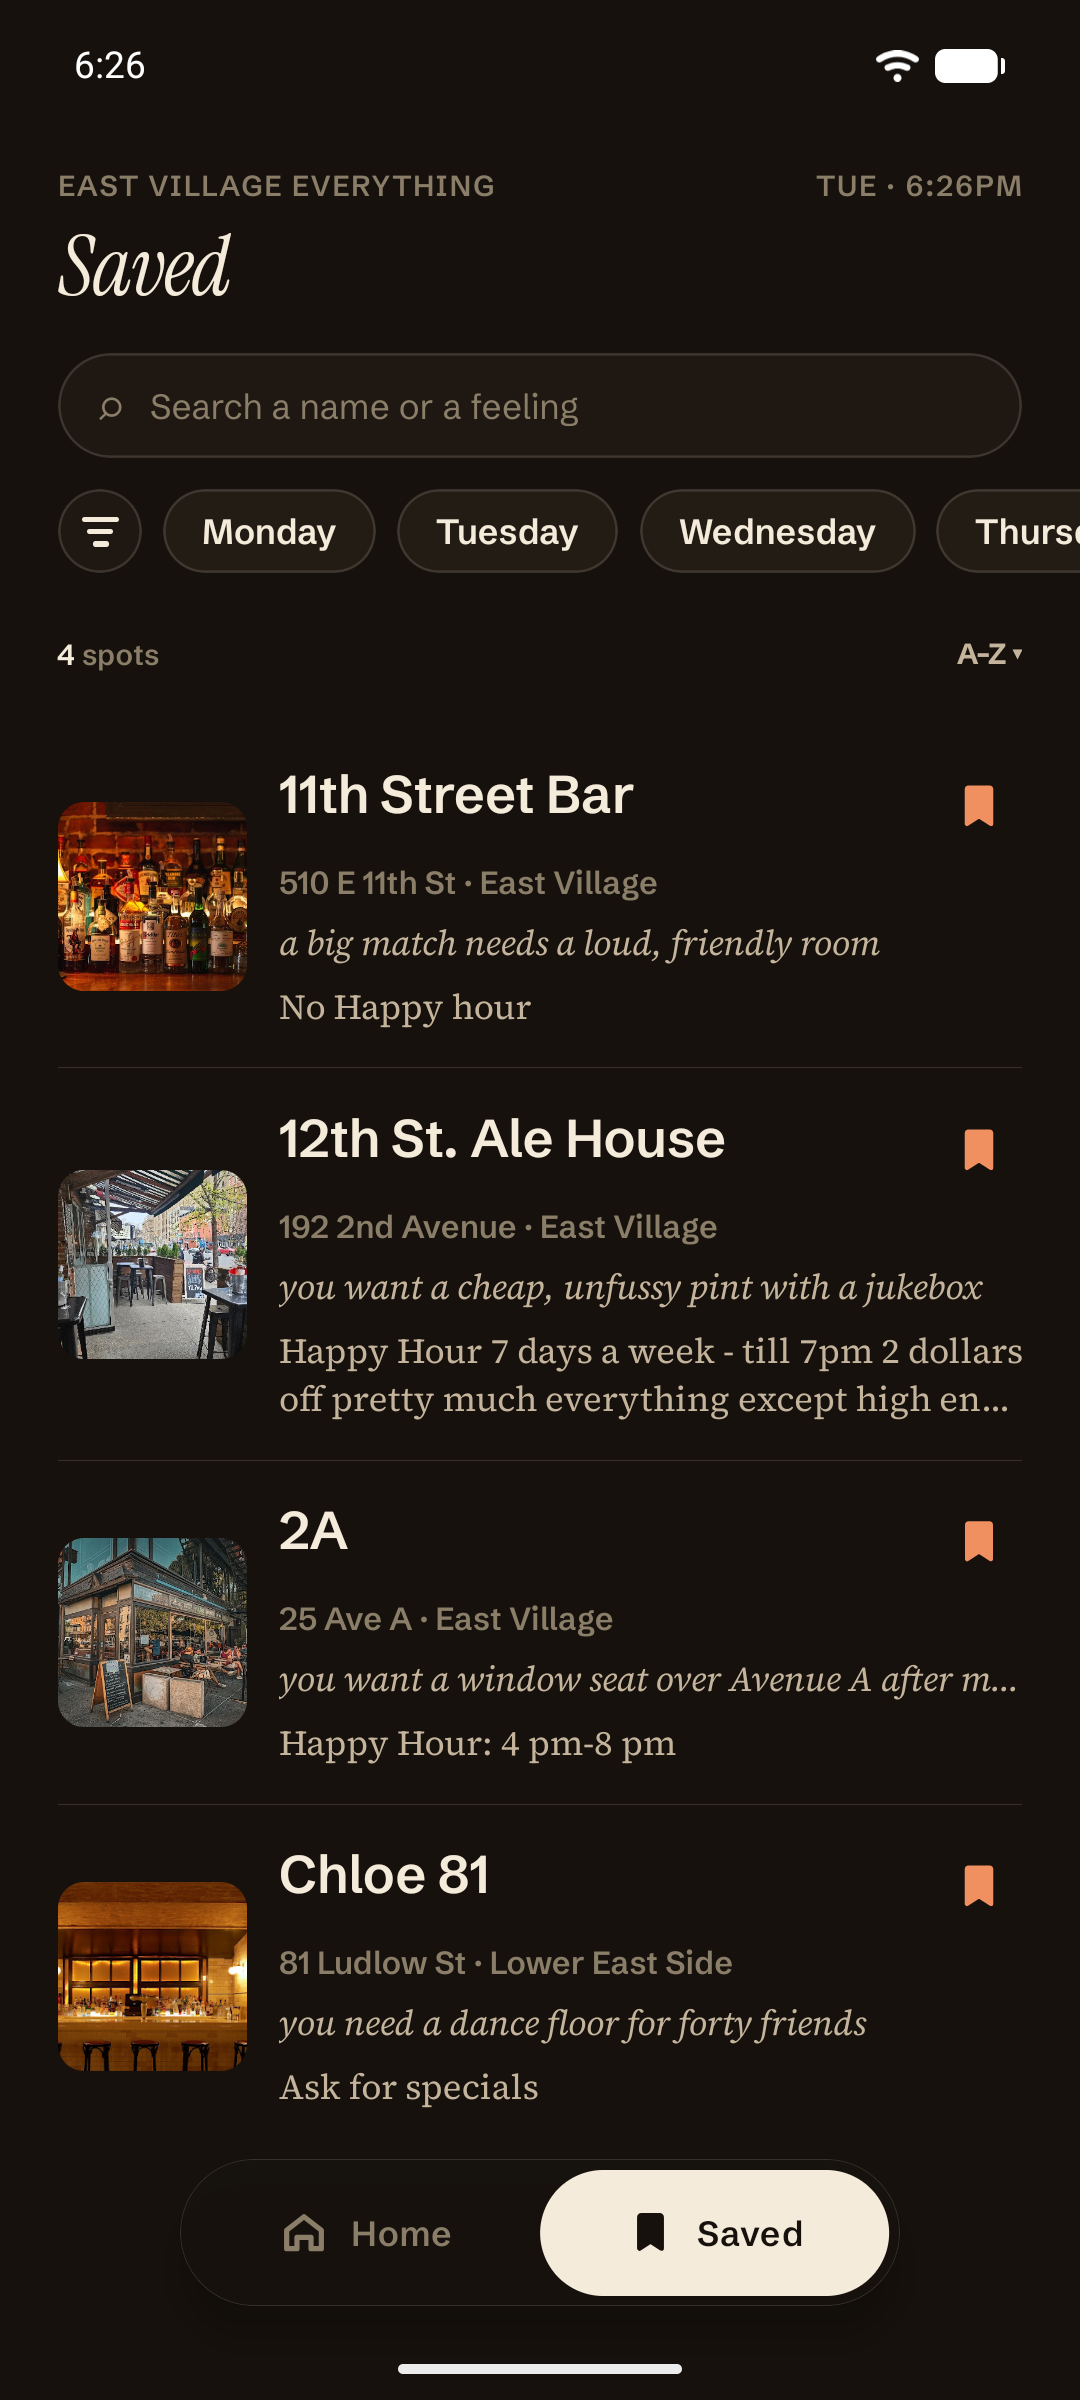 6:26
EAST VILLAGE EVERYTHING
TUE · 6:26PM
Saved
Search a name or a feeling
Monday
Tuesday
Wednesday
Thurs
4 spots
A–Z ▾
11th Street Bar
510 E 11th St · East Village
a big match needs a loud, friendly room
No Happy hour
12th St. Ale House
192 2nd Avenue · East Village
you want a cheap, unfussy pint with a jukebox
Happy Hour 7 days a week - till 7pm 2 dollars
off pretty much everything except high en...
2A
25 Ave A · East Village
you want a window seat over Avenue A after m...
Happy Hour: 4 pm-8 pm
Chloe 81
81 Ludlow St · Lower East Side
you need a dance floor for forty friends
Ask for specials
Home
Saved